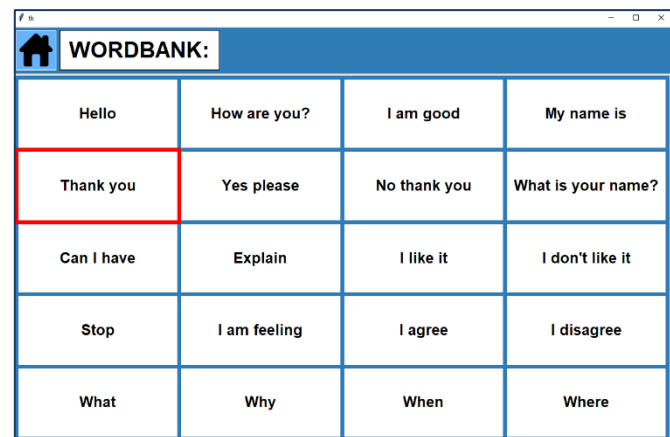 tk
WORDBANK:
Hello How are you? I am good My name is
Thank you Yes please No thank you What is your name?
Can I have Explain I like it I don't like it
Stop I am feeling I agree I disagree
What Why When Where